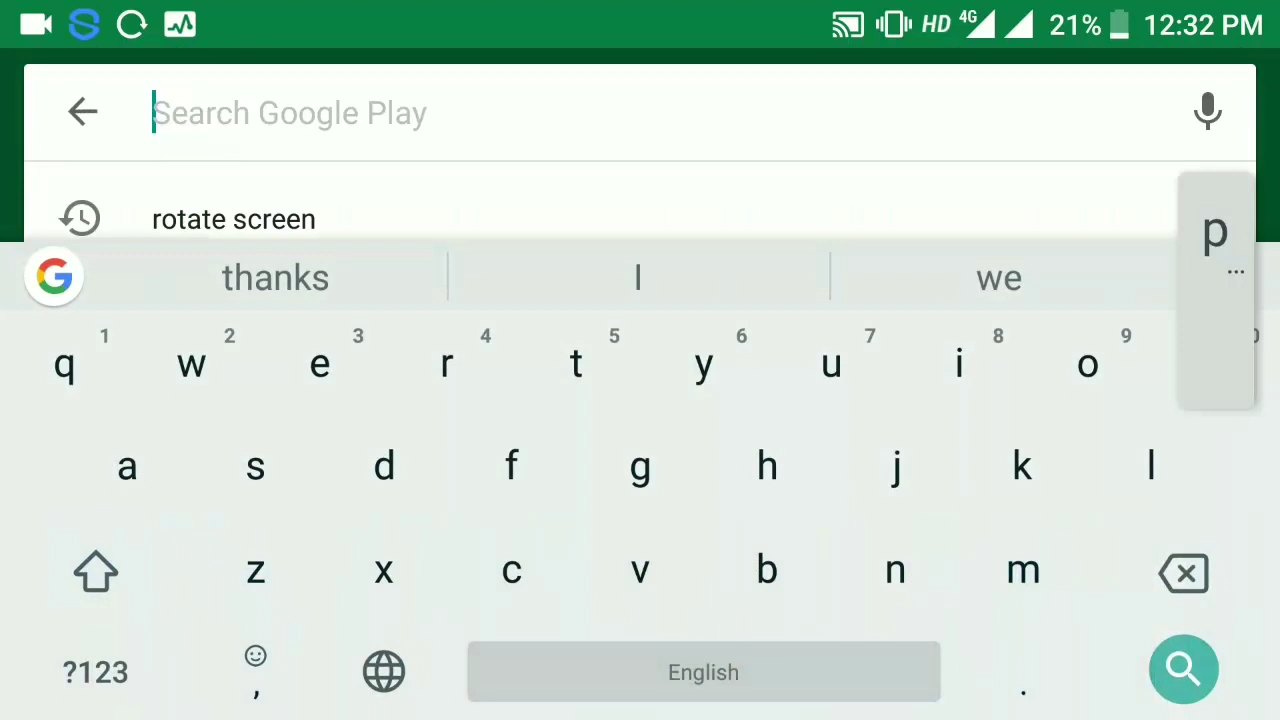 HD 4G 21% 12:32 PM
Search Google Play
rotate screen
thanks I we
1 2 3 4 5 6 7 8 9
q w e r t y u i o p
...
a s d f g h j k l
z x c v b n m
?123 , English .